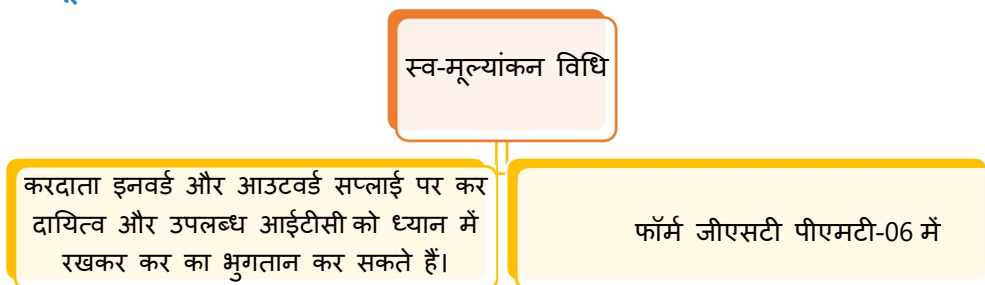 स्व-मूल्यांकन विधि
करदाता इनवर्ड और आउटवर्ड सप्लाई पर कर
दायित्व और उपलब्ध आईटीसी को ध्यान में
रखकर कर का भुगतान कर सकते हैं।
फॉर्म जीएसटी पीएमटी-06 में